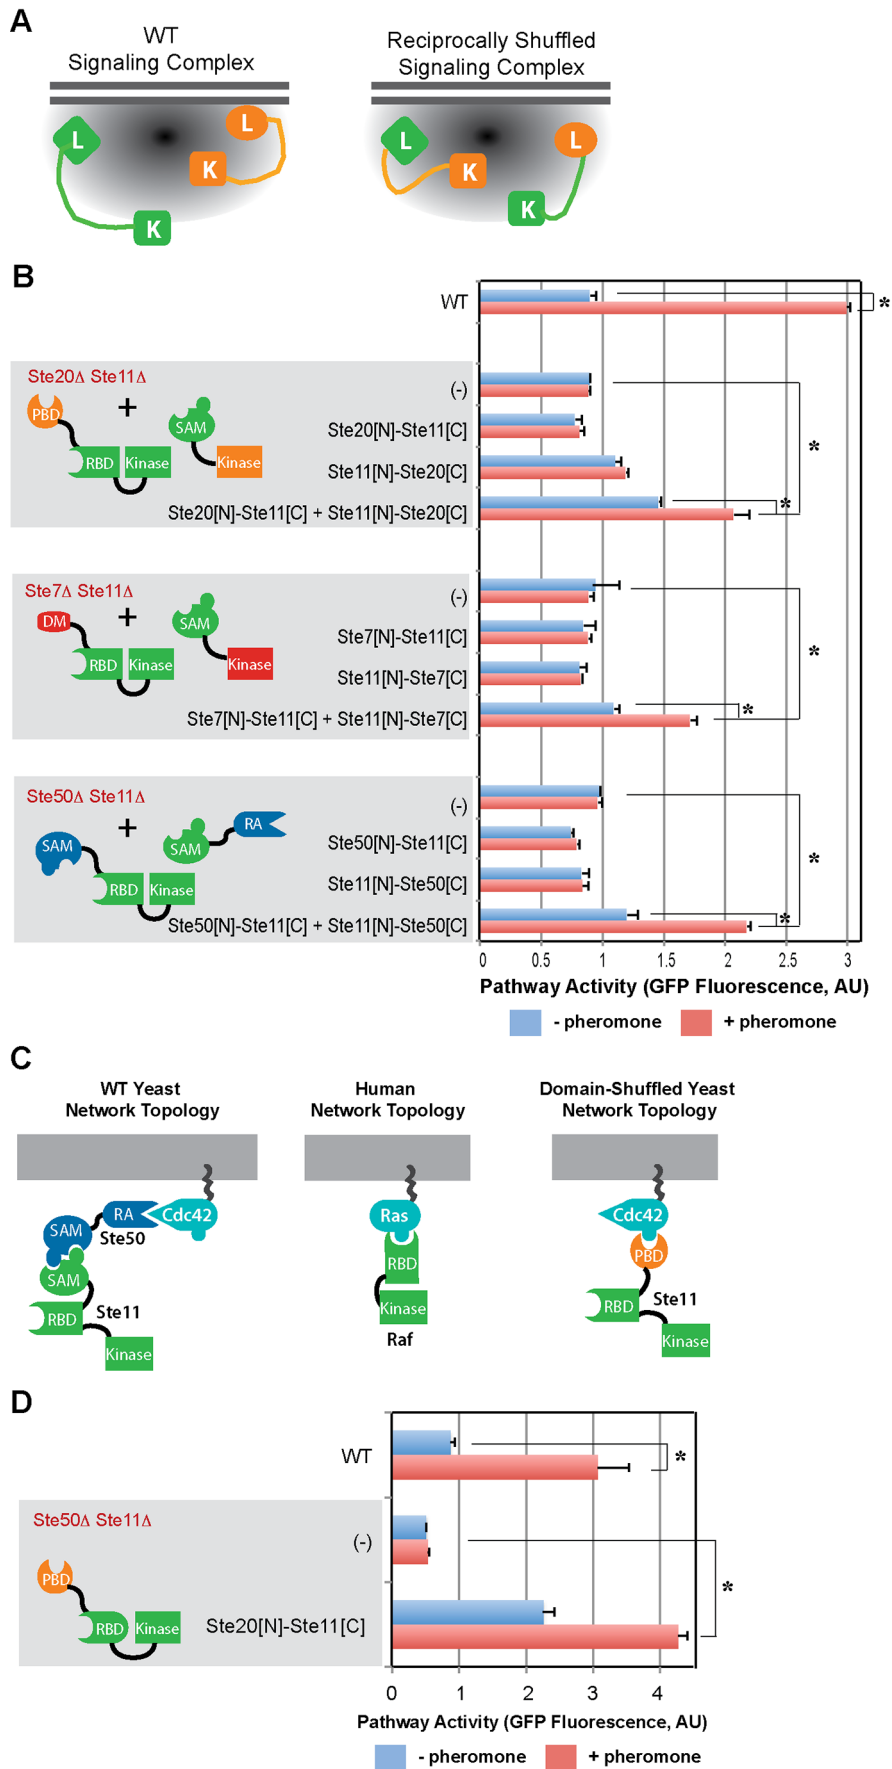 A
WT
Signaling Complex
Reciprocally Shuffled
Signaling Complex
L
L
K
K
L
L
K
K
B
WT
*
Ste20Δ Ste11Δ
PBD
+
SAM
RBD
Kinase
Kinase
(-)
Ste20[N]-Ste11[C]
Ste11[N]-Ste20[C]
Ste20[N]-Ste11[C] + Ste11[N]-Ste20[C]
*
*
Ste7Δ Ste11Δ
DM
+
SAM
RBD
Kinase
Kinase
(-)
Ste7[N]-Ste11[C]
Ste11[N]-Ste7[C]
Ste7[N]-Ste11[C] + Ste11[N]-Ste7[C]
*
*
Ste50Δ Ste11Δ
SAM
+
SAM
RA
RBD
Kinase
(-)
Ste50[N]-Ste11[C]
Ste11[N]-Ste50[C]
Ste50[N]-Ste11[C] + Ste11[N]-Ste50[C]
*
*
0 0.5 1 1.5 2 2.5 3
Pathway Activity (GFP Fluorescence, AU)
- pheromone + pheromone
C
WT Yeast
Network Topology
Human
Network Topology
Domain-Shuffled Yeast
Network Topology
SAM
RA
Cdc42
Ste50
SAM
RBD
Ste11
Kinase
Ras
RBD
Kinase
Raf
Cdc42
PBD
RBD
Ste11
Kinase
D
WT
*
Ste50Δ Ste11Δ
PBD
RBD
Kinase
(-)
Ste20[N]-Ste11[C]
*
0 1 2 3 4
Pathway Activity (GFP Fluorescence, AU)
- pheromone + pheromone